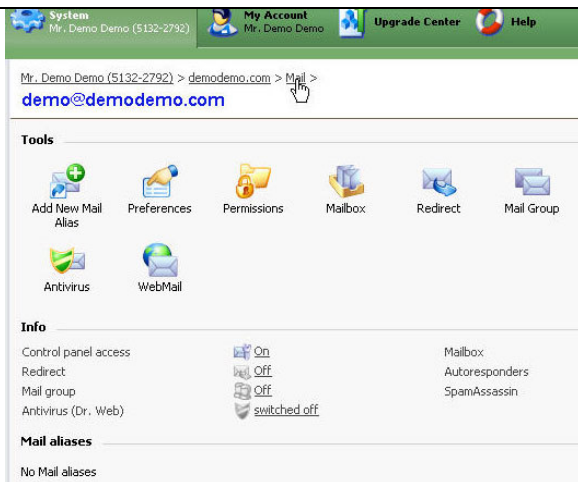 System My Account Upgrade Center Help
Mr. Demo Demo (5132-2792) Mr. Demo Demo
Mr. Demo Demo (5132-2792) > demodemo.com > Mail >
demo@demodemo.com
Tools
Add New Mail Alias Preferences Permissions Mailbox Redirect Mail Group
Antivirus WebMail
Info
Control panel access On Mailbox
Redirect Off Autoresponders
Mail group Off SpamAssassin
Antivirus (Dr. Web) switched off
Mail aliases
No Mail aliases